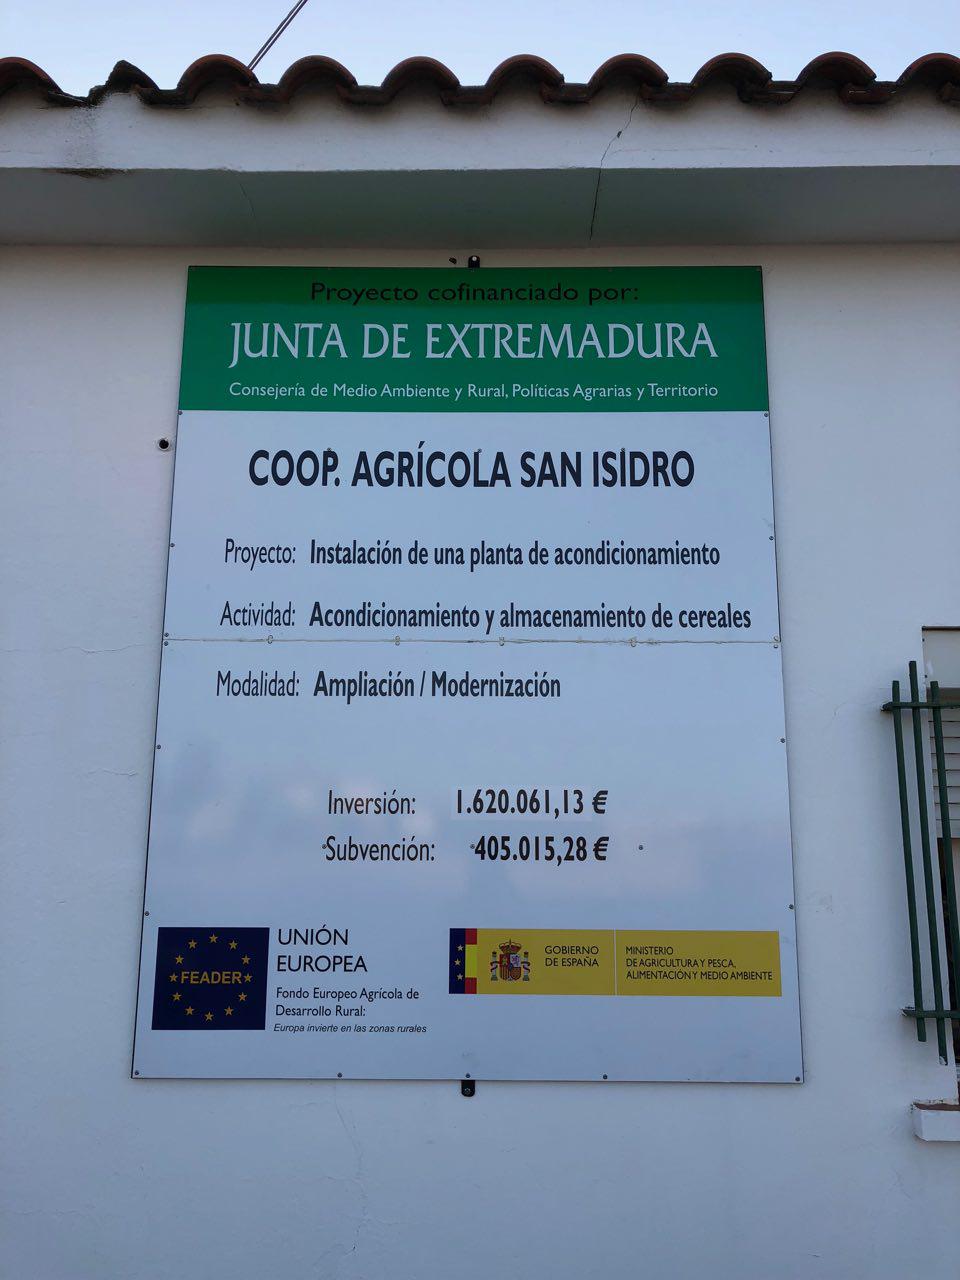 Proyecto cofinanciado por:
JUNTA DE EXTREMADURA
Consejería de Medio Ambiente y Rural, Políticas Agrarias y Territorio
COOP. AGRÍCOLA SAN ISIDRO
Proyecto: Instalación de una planta de acondicionamiento
Actividad: Acondicionamiento y almacenamiento de cereales
Modalidad: Ampliación / Modernización
Inversión: 1.620.061,13 €
Subvención: 405.015,28 €
FEADER
UNIÓN
EUROPEA
Fondo Europeo Agrícola de
Desarrollo Rural:
Europa invierte en las zonas rurales
GOBIERNO
DE ESPAÑA
MINISTERIO
DE AGRICULTURA Y PESCA,
ALIMENTACIÓN Y MEDIO AMBIENTE